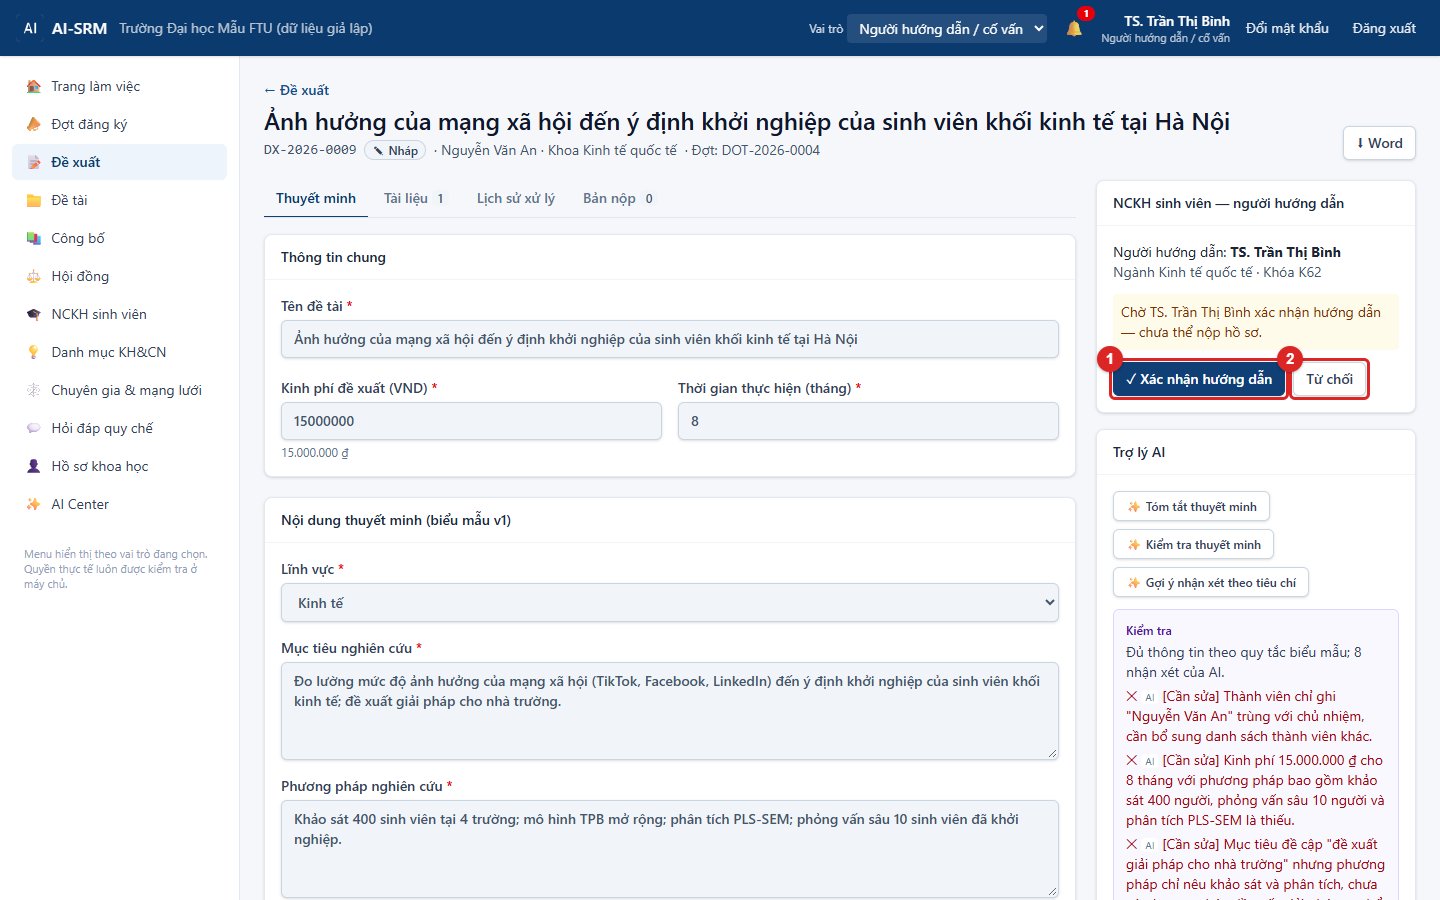 AI AI-SRM Trường Đại học Mẫu FTU (dữ liệu giả lập)
Vai trò Người hướng dẫn / cố vấn
1
TS. Trần Thị Bình
Người hướng dẫn / cố vấn
Đổi mật khẩu
Đăng xuất
Trang làm việc
Đợt đăng ký
Đề xuất
Đề tài
Công bố
Hội đồng
NCKH sinh viên
Danh mục KH&CN
Chuyên gia & mạng lưới
Hỏi đáp quy chế
Hồ sơ khoa học
AI Center
Menu hiển thị theo vai trò đang chọn.
Quyền thực tế luôn được kiểm tra ở
máy chủ.
← Đề xuất
Ảnh hưởng của mạng xã hội đến ý định khởi nghiệp của sinh viên khối kinh tế tại Hà Nội
DX-2026-0009 Nháp · Nguyễn Văn An · Khoa Kinh tế quốc tế · Đợt: DOT-2026-0004
⭳ Word
Thuyết minh
Tài liệu 1
Lịch sử xử lý
Bản nộp 0
Thông tin chung
Tên đề tài *
Ảnh hưởng của mạng xã hội đến ý định khởi nghiệp của sinh viên khối kinh tế tại Hà Nội
Kinh phí đề xuất (VND) *
15000000
15.000.000 ₫
Thời gian thực hiện (tháng) *
8
Nội dung thuyết minh (biểu mẫu v1)
Lĩnh vực *
Kinh tế
Mục tiêu nghiên cứu *
Đo lường mức độ ảnh hưởng của mạng xã hội (TikTok, Facebook, LinkedIn) đến ý định khởi nghiệp của sinh viên khối
kinh tế; đề xuất giải pháp cho nhà trường.
Phương pháp nghiên cứu *
Khảo sát 400 sinh viên tại 4 trường; mô hình TPB mở rộng; phân tích PLS-SEM; phỏng vấn sâu 10 sinh viên đã khởi
nghiệp.
NCKH sinh viên — người hướng dẫn
Người hướng dẫn: TS. Trần Thị Bình
Ngành Kinh tế quốc tế · Khóa K62
Chờ TS. Trần Thị Bình xác nhận hướng dẫn
— chưa thể nộp hồ sơ.
1
✓ Xác nhận hướng dẫn
2
Từ chối
Trợ lý AI
Tóm tắt thuyết minh
Kiểm tra thuyết minh
Gợi ý nhận xét theo tiêu chí
Kiểm tra
Đủ thông tin theo quy tắc biểu mẫu; 8
nhận xét của AI.
✕ AI [Cần sửa] Thành viên chỉ ghi
"Nguyễn Văn An" trùng với chủ nhiệm,
cần bổ sung danh sách thành viên khác.
✕ AI [Cần sửa] Kinh phí 15.000.000 ₫ cho
8 tháng với phương pháp bao gồm khảo
sát 400 người, phỏng vấn sâu 10 người và
phân tích PLS-SEM là thiếu.
✕ AI [Cần sửa] Mục tiêu đề cập "đề xuất
giải pháp cho nhà trường" nhưng phương
pháp chỉ nêu khảo sát và phân tích, chưa